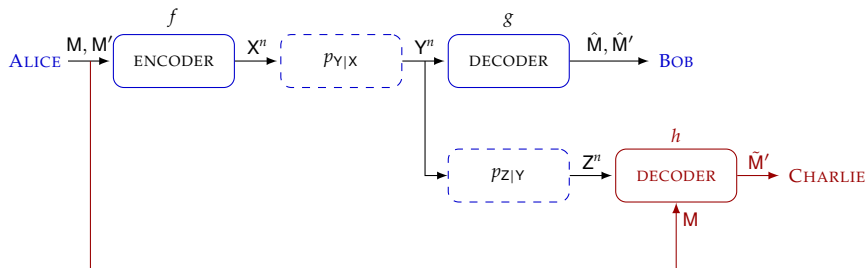 f g
ALICE M, M′ ENCODER Xⁿ p_{Y|X} Yⁿ DECODER M̂, M̂′ BOB
h
p_{Z|Y} Zⁿ DECODER M̃′ CHARLIE
M